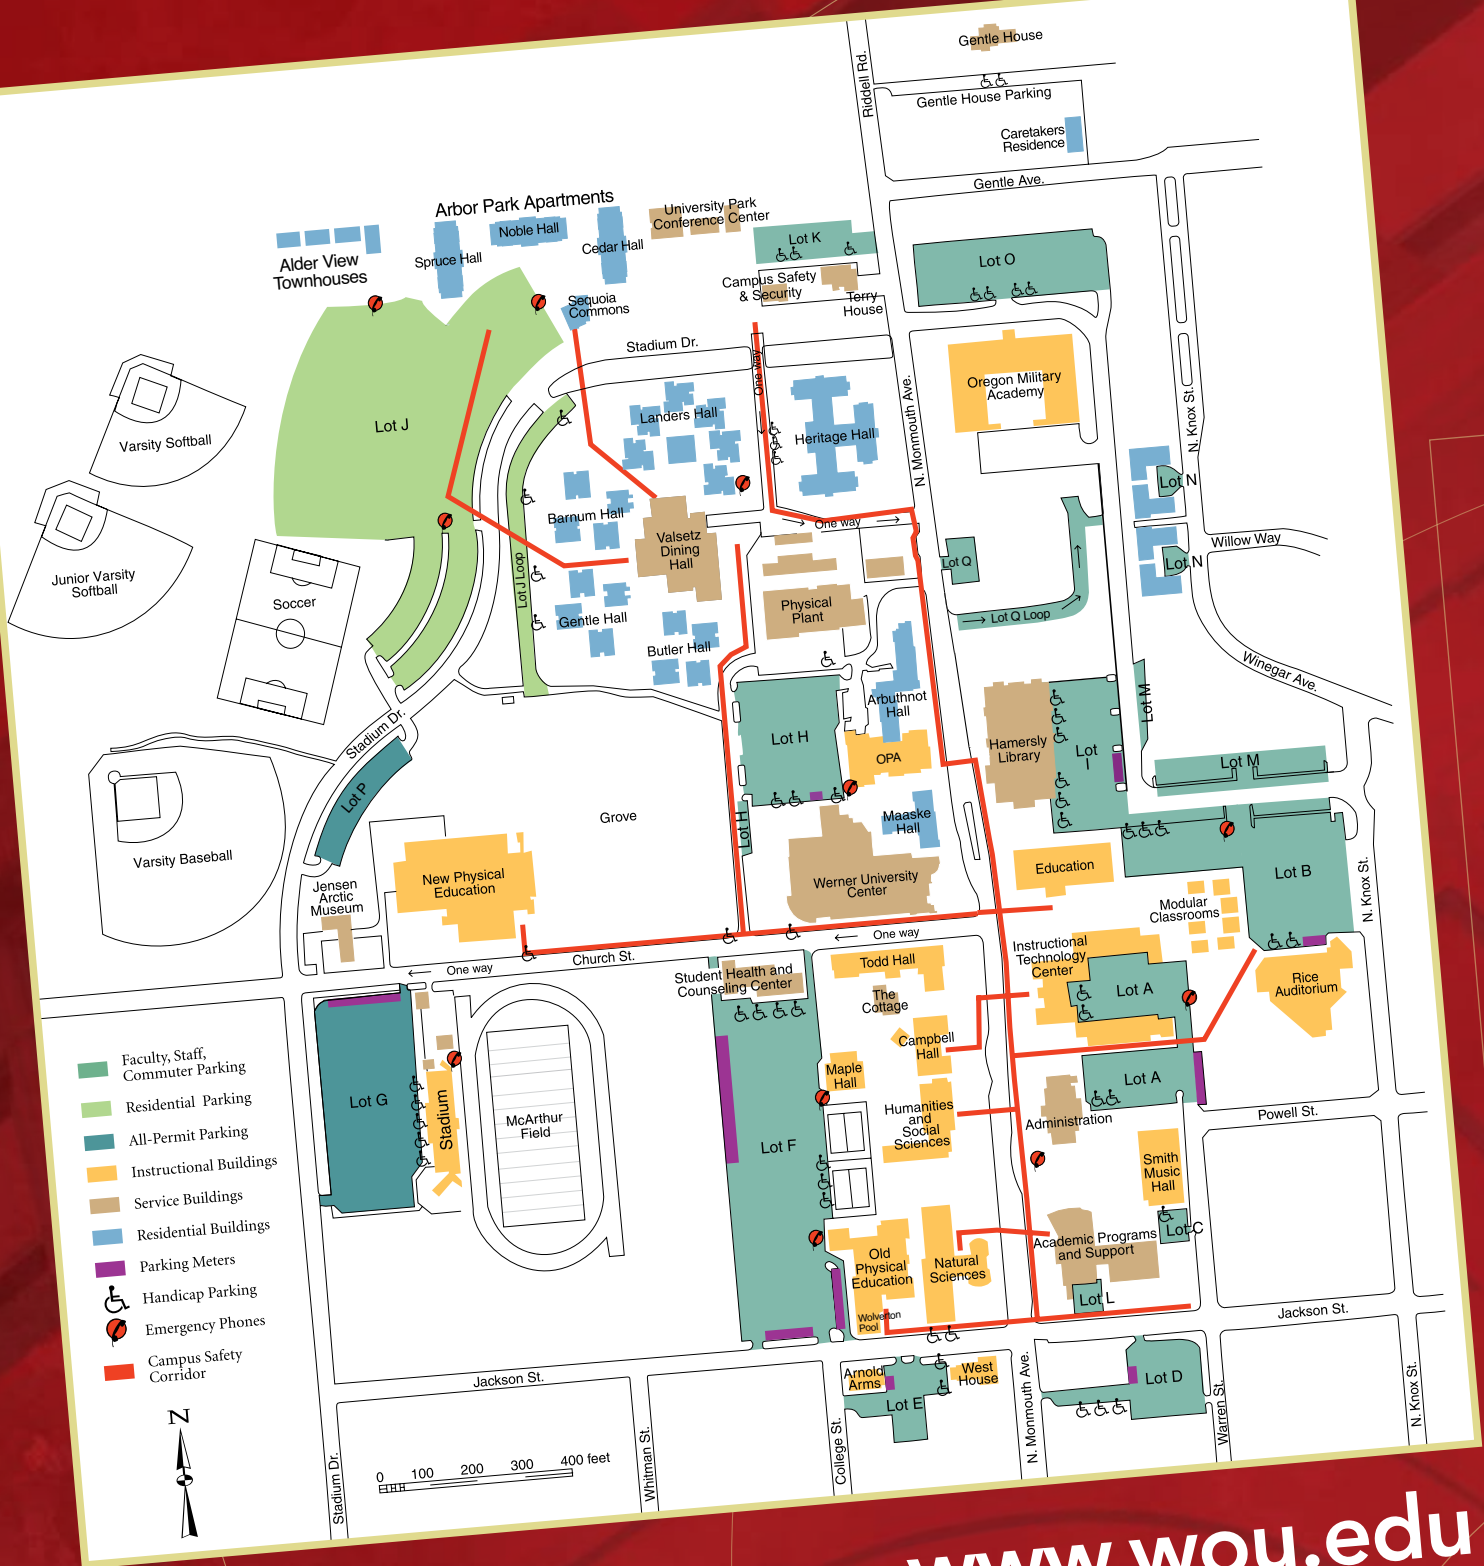 Gentle House
Riddell Rd.
Gentle House Parking
Caretakers
Residence
Gentle Ave.
Arbor Park Apartments
University Park
Conference Center
Noble Hall
Cedar Hall
Spruce Hall
Alder View
Townhouses
Lot K
Lot O
Campus Safety
& Security
Terry
House
Sequoia
Commons
Stadium Dr.
One way
Oregon Military
Academy
N. Monmouth Ave.
N. Knox St.
Landers Hall
Heritage Hall
Lot J
Varsity Softball
Lot N
Barnum Hall
Valsetz
Dining
Hall
One way
Willow Way
Lot Q
Lot N
Junior Varsity
Softball
Soccer
Lot J Loop
Gentle Hall
Physical
Plant
Lot Q Loop
Butler Hall
Winegar Ave.
Arbuthnot
Hall
Lot M
Stadium Dr.
Lot H
Hamersly
Library
Lot
I
OPA
Lot M
Lot P
Grove
Lot H
Maaske
Hall
Varsity Baseball
New Physical
Education
Werner University
Center
Education
Lot B
Jensen
Arctic
Museum
Modular
Classrooms
N. Knox St.
One way
Church St.
One way
Instructional
Technology
Center
Todd Hall
Student Health and
Counseling Center
The
Cottage
Lot A
Rice
Auditorium
Campbell
Hall
Faculty, Staff,
Commuter Parking
Residential Parking
All-Permit Parking
Instructional Buildings
Service Buildings
Residential Buildings
Parking Meters
Handicap Parking
Emergency Phones
Campus Safety
Corridor
Lot G
Stadium
McArthur
Field
Maple
Hall
Lot A
Humanities
and
Social
Sciences
Administration
Powell St.
Lot F
Smith
Music
Hall
Lot C
Academic Programs
and Support
Old
Physical
Education
Natural
Sciences
Wolverton
Pool
Lot L
Jackson St.
Jackson St.
Arnold
Arms
West
House
Lot E
Lot D
N
0 100 200 300 400 feet
Stadium Dr.
Whitman St.
College St.
N. Monmouth Ave.
Warren St.
N. Knox St.
www.wou.edu